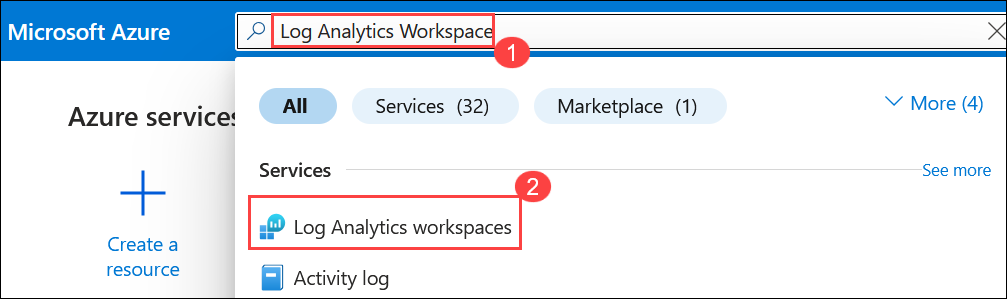 Microsoft Azure
Log Analytics Workspace
1
All
Services (32)
Marketplace (1)
More (4)
Azure services
Services
See more
2
Log Analytics workspaces
Create a
resource
Activity log